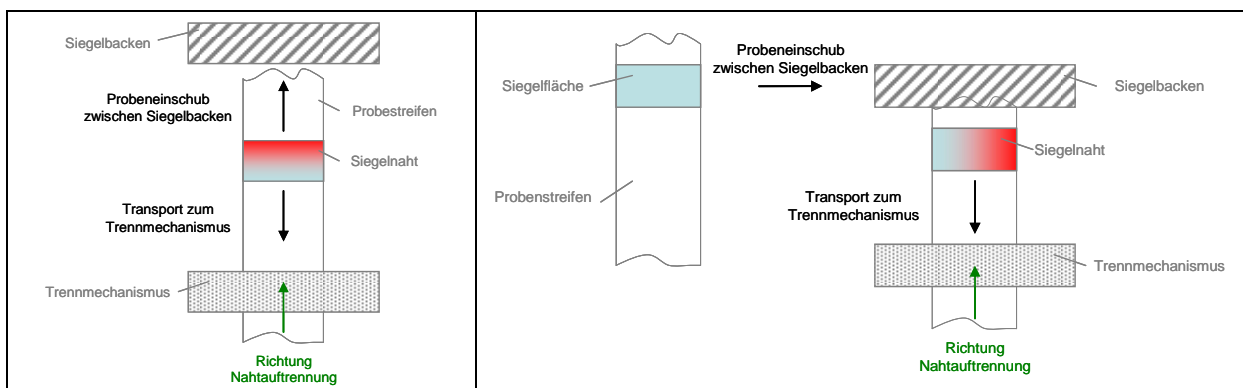 Siegelbacken
Probeneinschub
zwischen Siegelbacken
Probestreifen
Siegelnaht
Transport zum
Trennmechanismus
Trennmechanismus
Richtung
Nahtauftrennung
Siegelfläche
Probeneinschub
zwischen Siegelbacken
Siegelbacken
Siegelnaht
Probenstreifen
Transport zum
Trennmechanismus
Trennmechanismus
Richtung
Nahtauftrennung